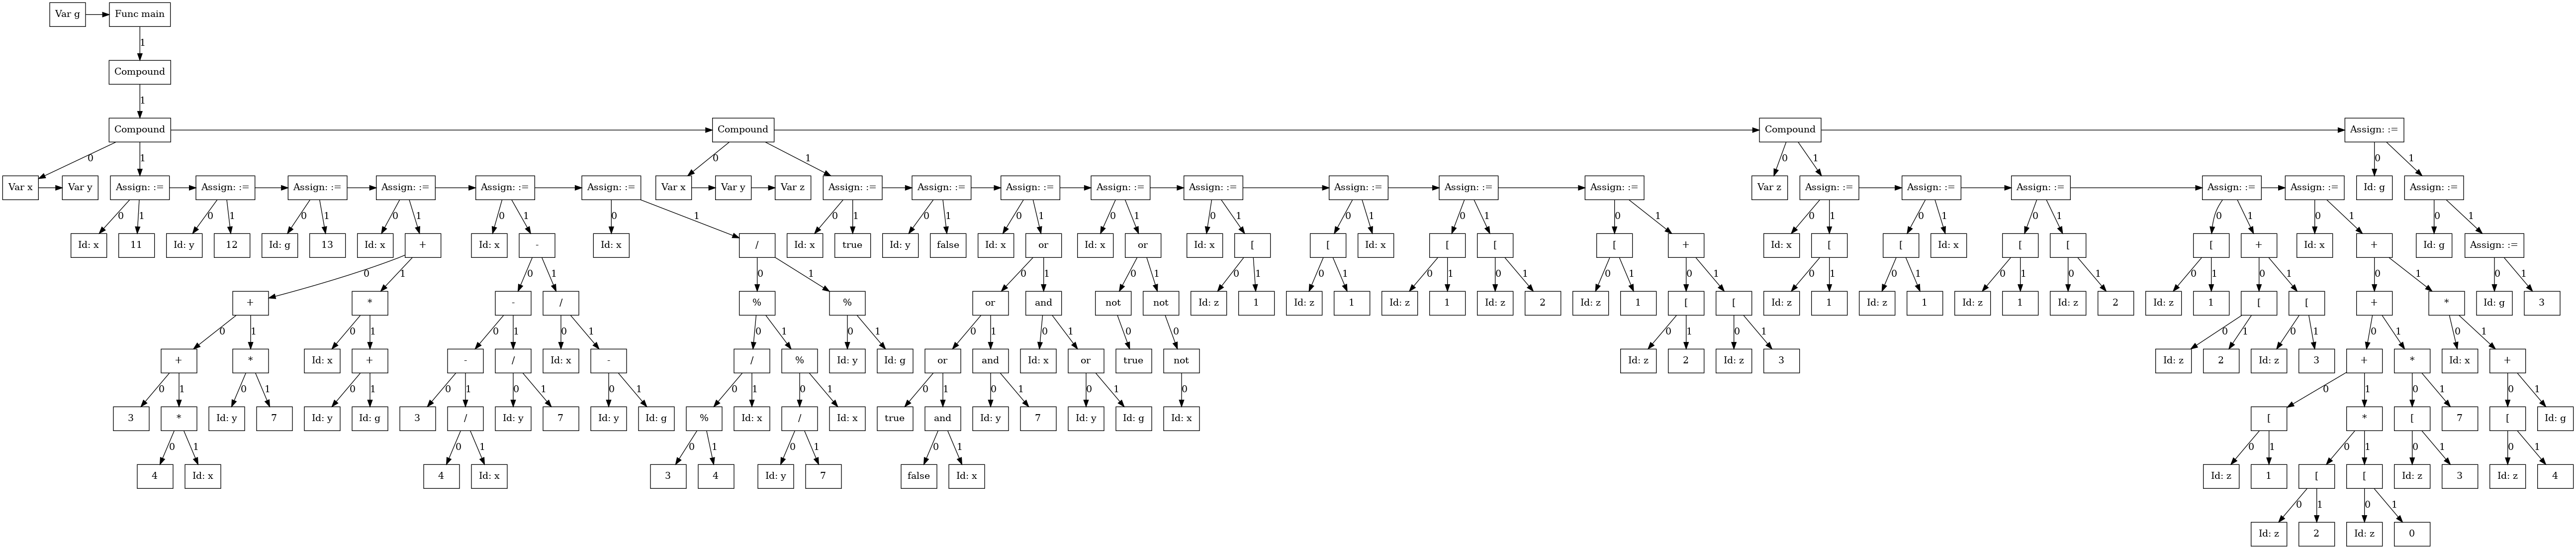 Var g Func main
1
Compound
1
Compound Compound Compound Assign: :=
0 1 0 1 0 1 0 1
Var x Var y Assign: := Assign: := Assign: := Assign: := Assign: := Assign: := Var x Var y Var z Assign: := Assign: := Assign: := Assign: := Assign: := Assign: := Assign: := Assign: := Var z Assign: := Assign: := Assign: := Assign: := Assign: := Id: g Assign: :=
0 1 0 1 0 1 0 1 0 1 0 1 0 1 0 1 0 1 0 1 0 1 0 1 0 1 0 1 0 1 0 1 0 1 0 1 0 1 0 1
Id: x 11 Id: y 12 Id: g 13 Id: x + Id: x - Id: x / Id: x true Id: y false Id: x or Id: x or Id: x [ [ Id: x [ [ [ + Id: x [ [ Id: x [ [ [ + Id: x + Id: g Assign: :=
0 1 0 1 0 1 0 1 0 1 0 1 0 1 0 1 0 1 0 1 0 1 0 1 0 1 0 1 0 1 0 1 0 1 0 1 0 1
+ * - / % % or and not not Id: z 1 Id: z 1 Id: z 1 Id: z 2 Id: z 1 [ [ Id: z 1 Id: z 1 Id: z 1 Id: z 2 Id: z 1 [ [ + * Id: g 3
0 1 0 1 0 1 0 1 0 1 0 1 0 1 0 1 0 0 0 1 0 1 0 1 0 1 0 1 0 1
+ * Id: x + - / Id: x - / % Id: y Id: g or and Id: x or true not Id: z 2 Id: z 3 Id: z 2 Id: z 3 + * Id: x +
0 1 0 1 0 1 0 1 0 1 0 1 0 1 0 1 0 1 0 1 0 1 0 0 1 0 1 0 1
3 * Id: y 7 Id: y Id: g 3 / Id: y 7 Id: y Id: g % Id: x / Id: x true and Id: y 7 Id: y Id: g Id: x [ * [ 7 [ Id: g
0 1 0 1 0 1 0 1 0 1 0 1 0 1 0 1 0 1
4 Id: x 4 Id: x 3 4 Id: y 7 false Id: x Id: z 1 [ [ Id: z 3 Id: z 4
0 1 0 1
Id: z 2 Id: z 0